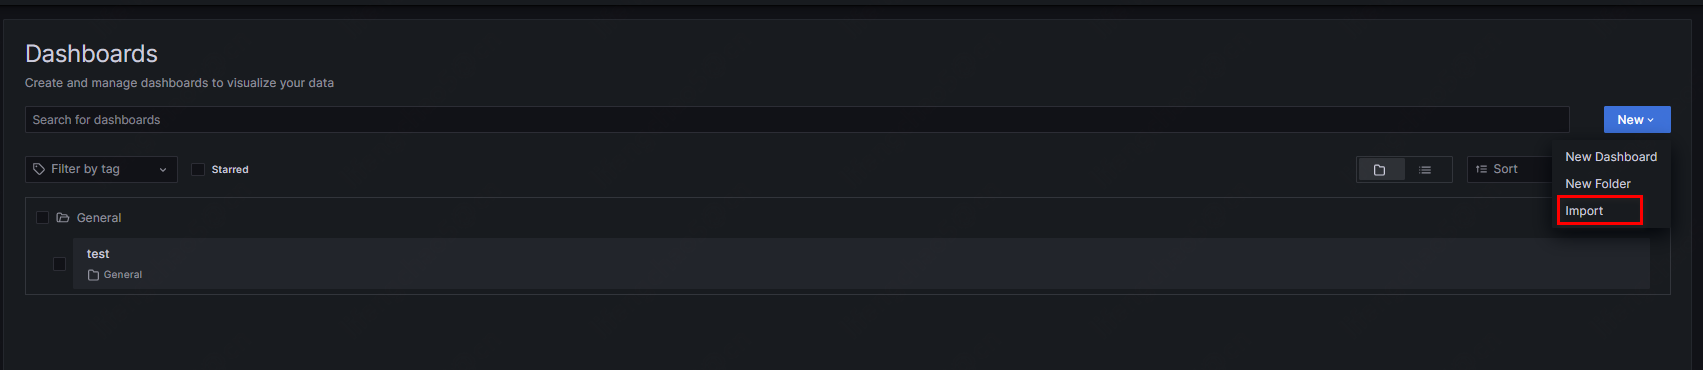 Dashboards
Create and manage dashboards to visualize your data
Search for dashboards
New
Filter by tag
Starred
Sort
New Dashboard
New Folder
Import
General
test
General